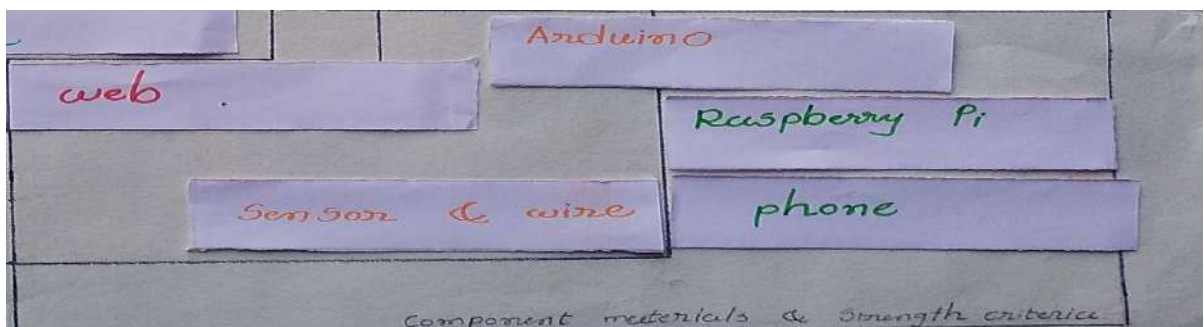 Arduino
web .
Raspberry Pi
Sensor & wire
phone
Component materials & Strength criteria